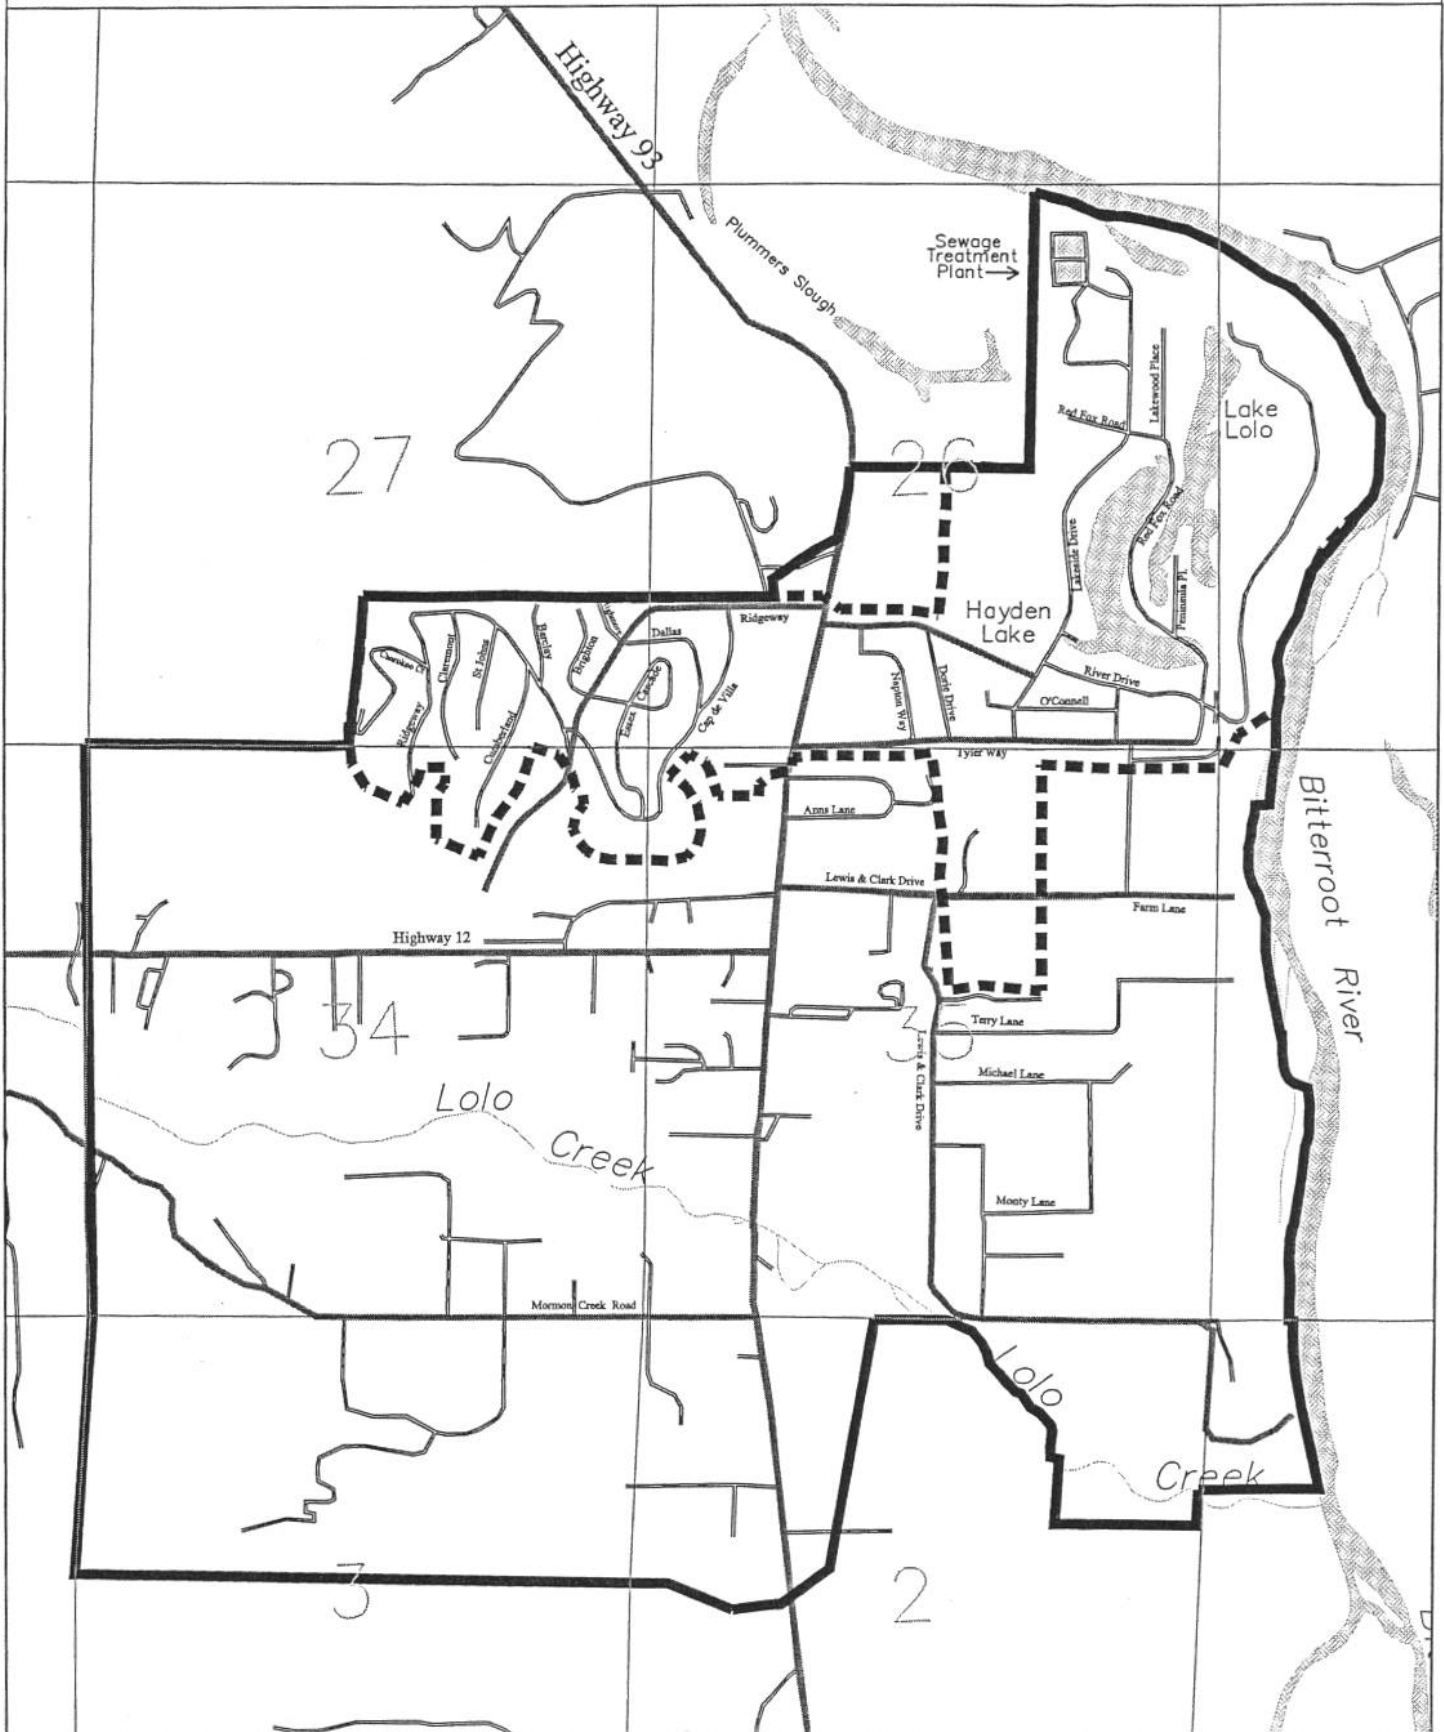 Highway 93
Plummers Slough
Sewage
Treatment
Plant
Lakewood Place
Red Fox Road
Lake
Lolo
27
26
Red Fox Road
Lakeside Drive
Peninsula Pl.
Hayden
Lake
Ridgeway
Dallas
Barclay
Brighton
Claremont
St Johns
Cherokee Ct
Essex
Cap de Villa
Ridgeway
Cumberland
River Drive
Dorie Drive
Napton Way
O'Connell
Tyler Way
Anns Lane
Bitterroot
River
Lewis & Clark Drive
Farm Lane
Highway 12
34
35
Terry Lane
Lewis & Clark Drive
Michael Lane
Lolo
Creek
Monty Lane
Mormon Creek Road
Lolo
Creek
3
2